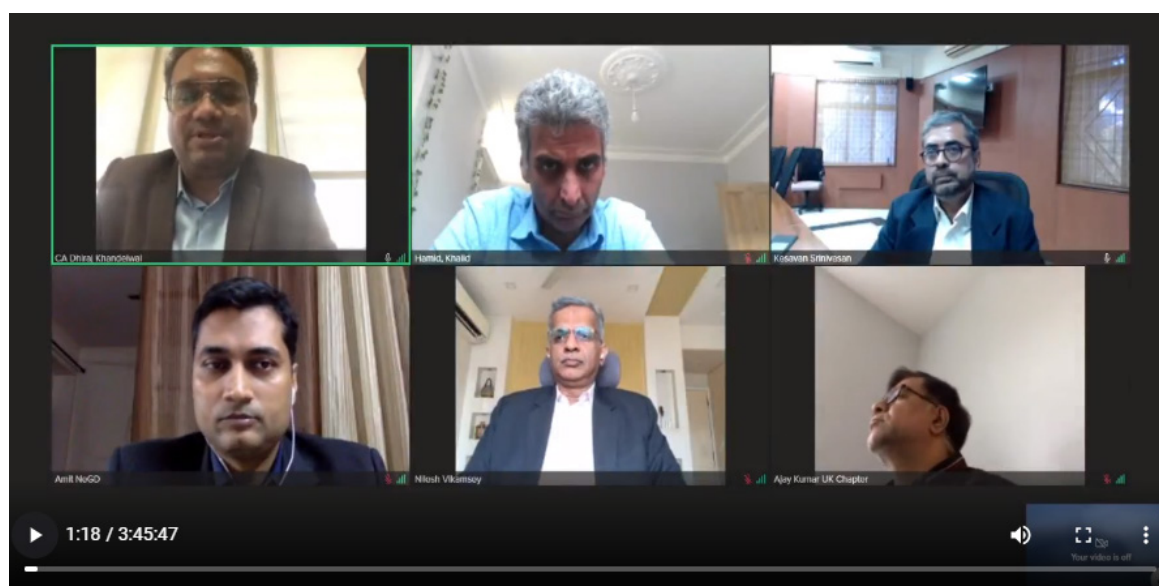 CA Dhiraj Khandelwal
Hamid, Khalid
Kesavan Srinivasan
Amit NeGD
Nilesh Vikamsey
Ajay Kumar UK Chapter
1:18 / 3:45:47
Your video is off